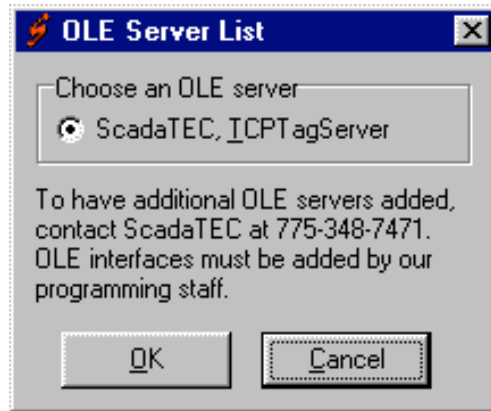 OLE Server List
Choose an OLE server
ScadaTEC, TCPTagServer
To have additional OLE servers added,
contact ScadaTEC at 775-348-7471.
OLE interfaces must be added by our
programming staff.
OK
Cancel